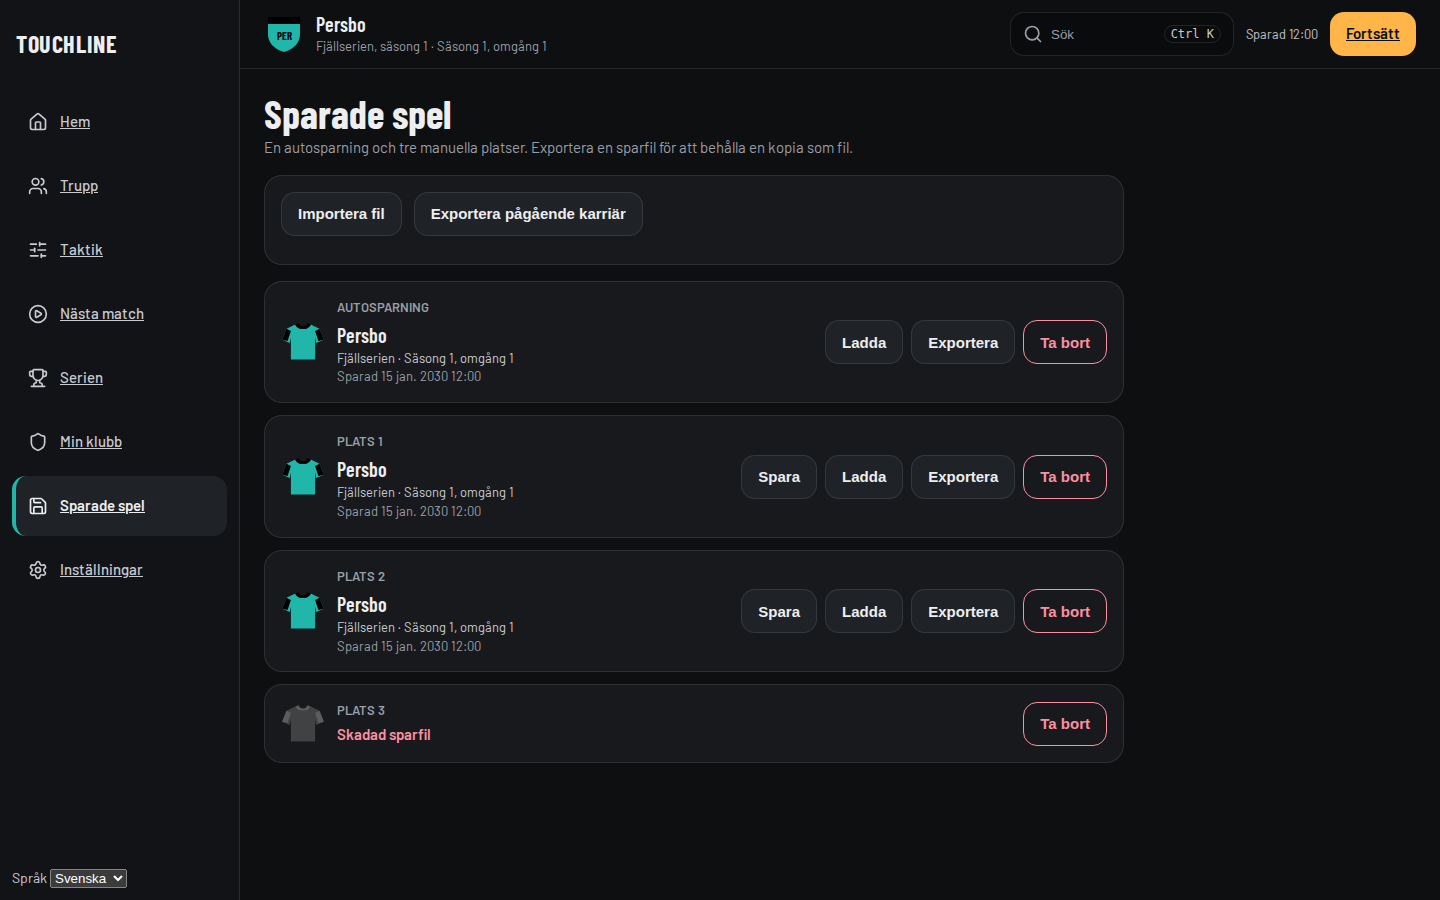 TOUCHLINE
Hem
Trupp
Taktik
Nästa match
Serien
Min klubb
Sparade spel
Inställningar
Språk Svenska
PER
Persbo
Fjällserien, säsong 1 · Säsong 1, omgång 1
Sök Ctrl K
Sparad 12:00
Fortsätt
Sparade spel
En autosparning och tre manuella platser. Exportera en sparfil för att behålla en kopia som fil.
Importera fil
Exportera pågående karriär
AUTOSPARNING
Persbo
Fjällserien · Säsong 1, omgång 1
Sparad 15 jan. 2030 12:00
Ladda
Exportera
Ta bort
PLATS 1
Persbo
Fjällserien · Säsong 1, omgång 1
Sparad 15 jan. 2030 12:00
Spara
Ladda
Exportera
Ta bort
PLATS 2
Persbo
Fjällserien · Säsong 1, omgång 1
Sparad 15 jan. 2030 12:00
Spara
Ladda
Exportera
Ta bort
PLATS 3
Skadad sparfil
Ta bort